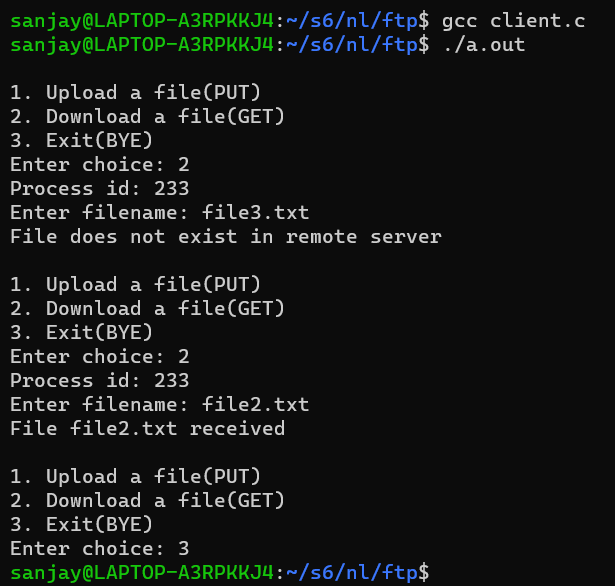 sanjay@LAPTOP-A3RPKKJ4:~/s6/nl/ftp$ gcc client.c
sanjay@LAPTOP-A3RPKKJ4:~/s6/nl/ftp$ ./a.out
1. Upload a file(PUT)
2. Download a file(GET)
3. Exit(BYE)
Enter choice: 2
Process id: 233
Enter filename: file3.txt
File does not exist in remote server
1. Upload a file(PUT)
2. Download a file(GET)
3. Exit(BYE)
Enter choice: 2
Process id: 233
Enter filename: file2.txt
File file2.txt received
1. Upload a file(PUT)
2. Download a file(GET)
3. Exit(BYE)
Enter choice: 3
sanjay@LAPTOP-A3RPKKJ4:~/s6/nl/ftp$